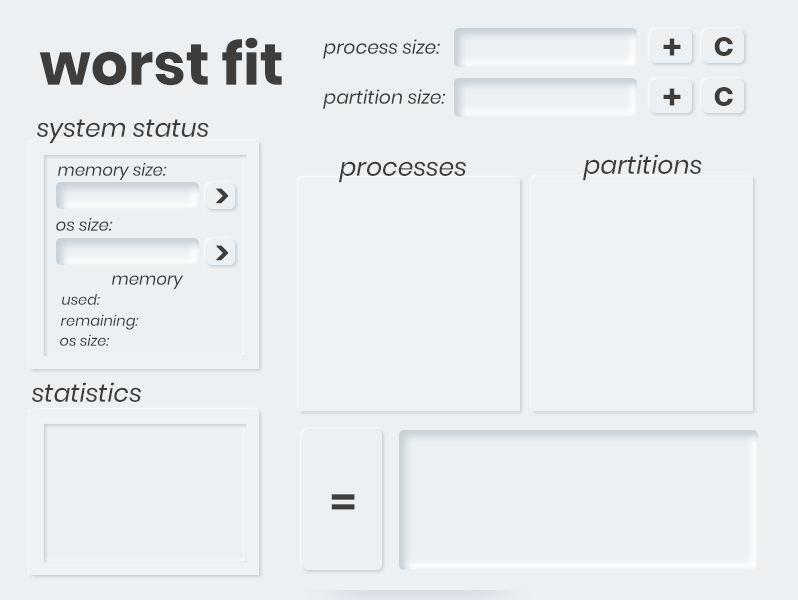 worst fit
process size:
+ C
partition size:
+ C
system status
memory size:
>
os size:
>
memory
used:
remaining:
os size:
processes
partitions
statistics
=